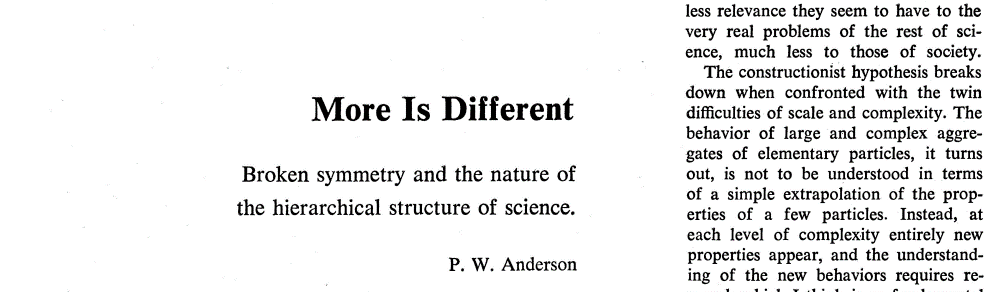 More Is Different
Broken symmetry and the nature of
the hierarchical structure of science.
P. W. Anderson
less relevance they seem to have to the
very real problems of the rest of sci-
ence, much less to those of society.
The constructionist hypothesis breaks
down when confronted with the twin
difficulties of scale and complexity. The
behavior of large and complex aggre-
gates of elementary particles, it turns
out, is not to be understood in terms
of a simple extrapolation of the prop-
erties of a few particles. Instead, at
each level of complexity entirely new
properties appear, and the understand-
ing of the new behaviors requires re-